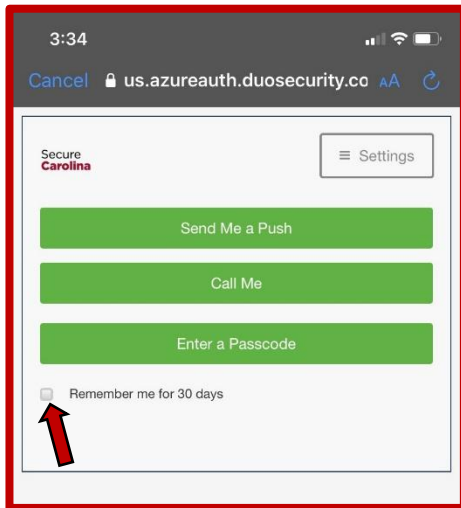 3:34
Cancel us.azureauth.duosecurity.co AA
Secure
Carolina
≡ Settings
Send Me a Push
Call Me
Enter a Passcode
Remember me for 30 days